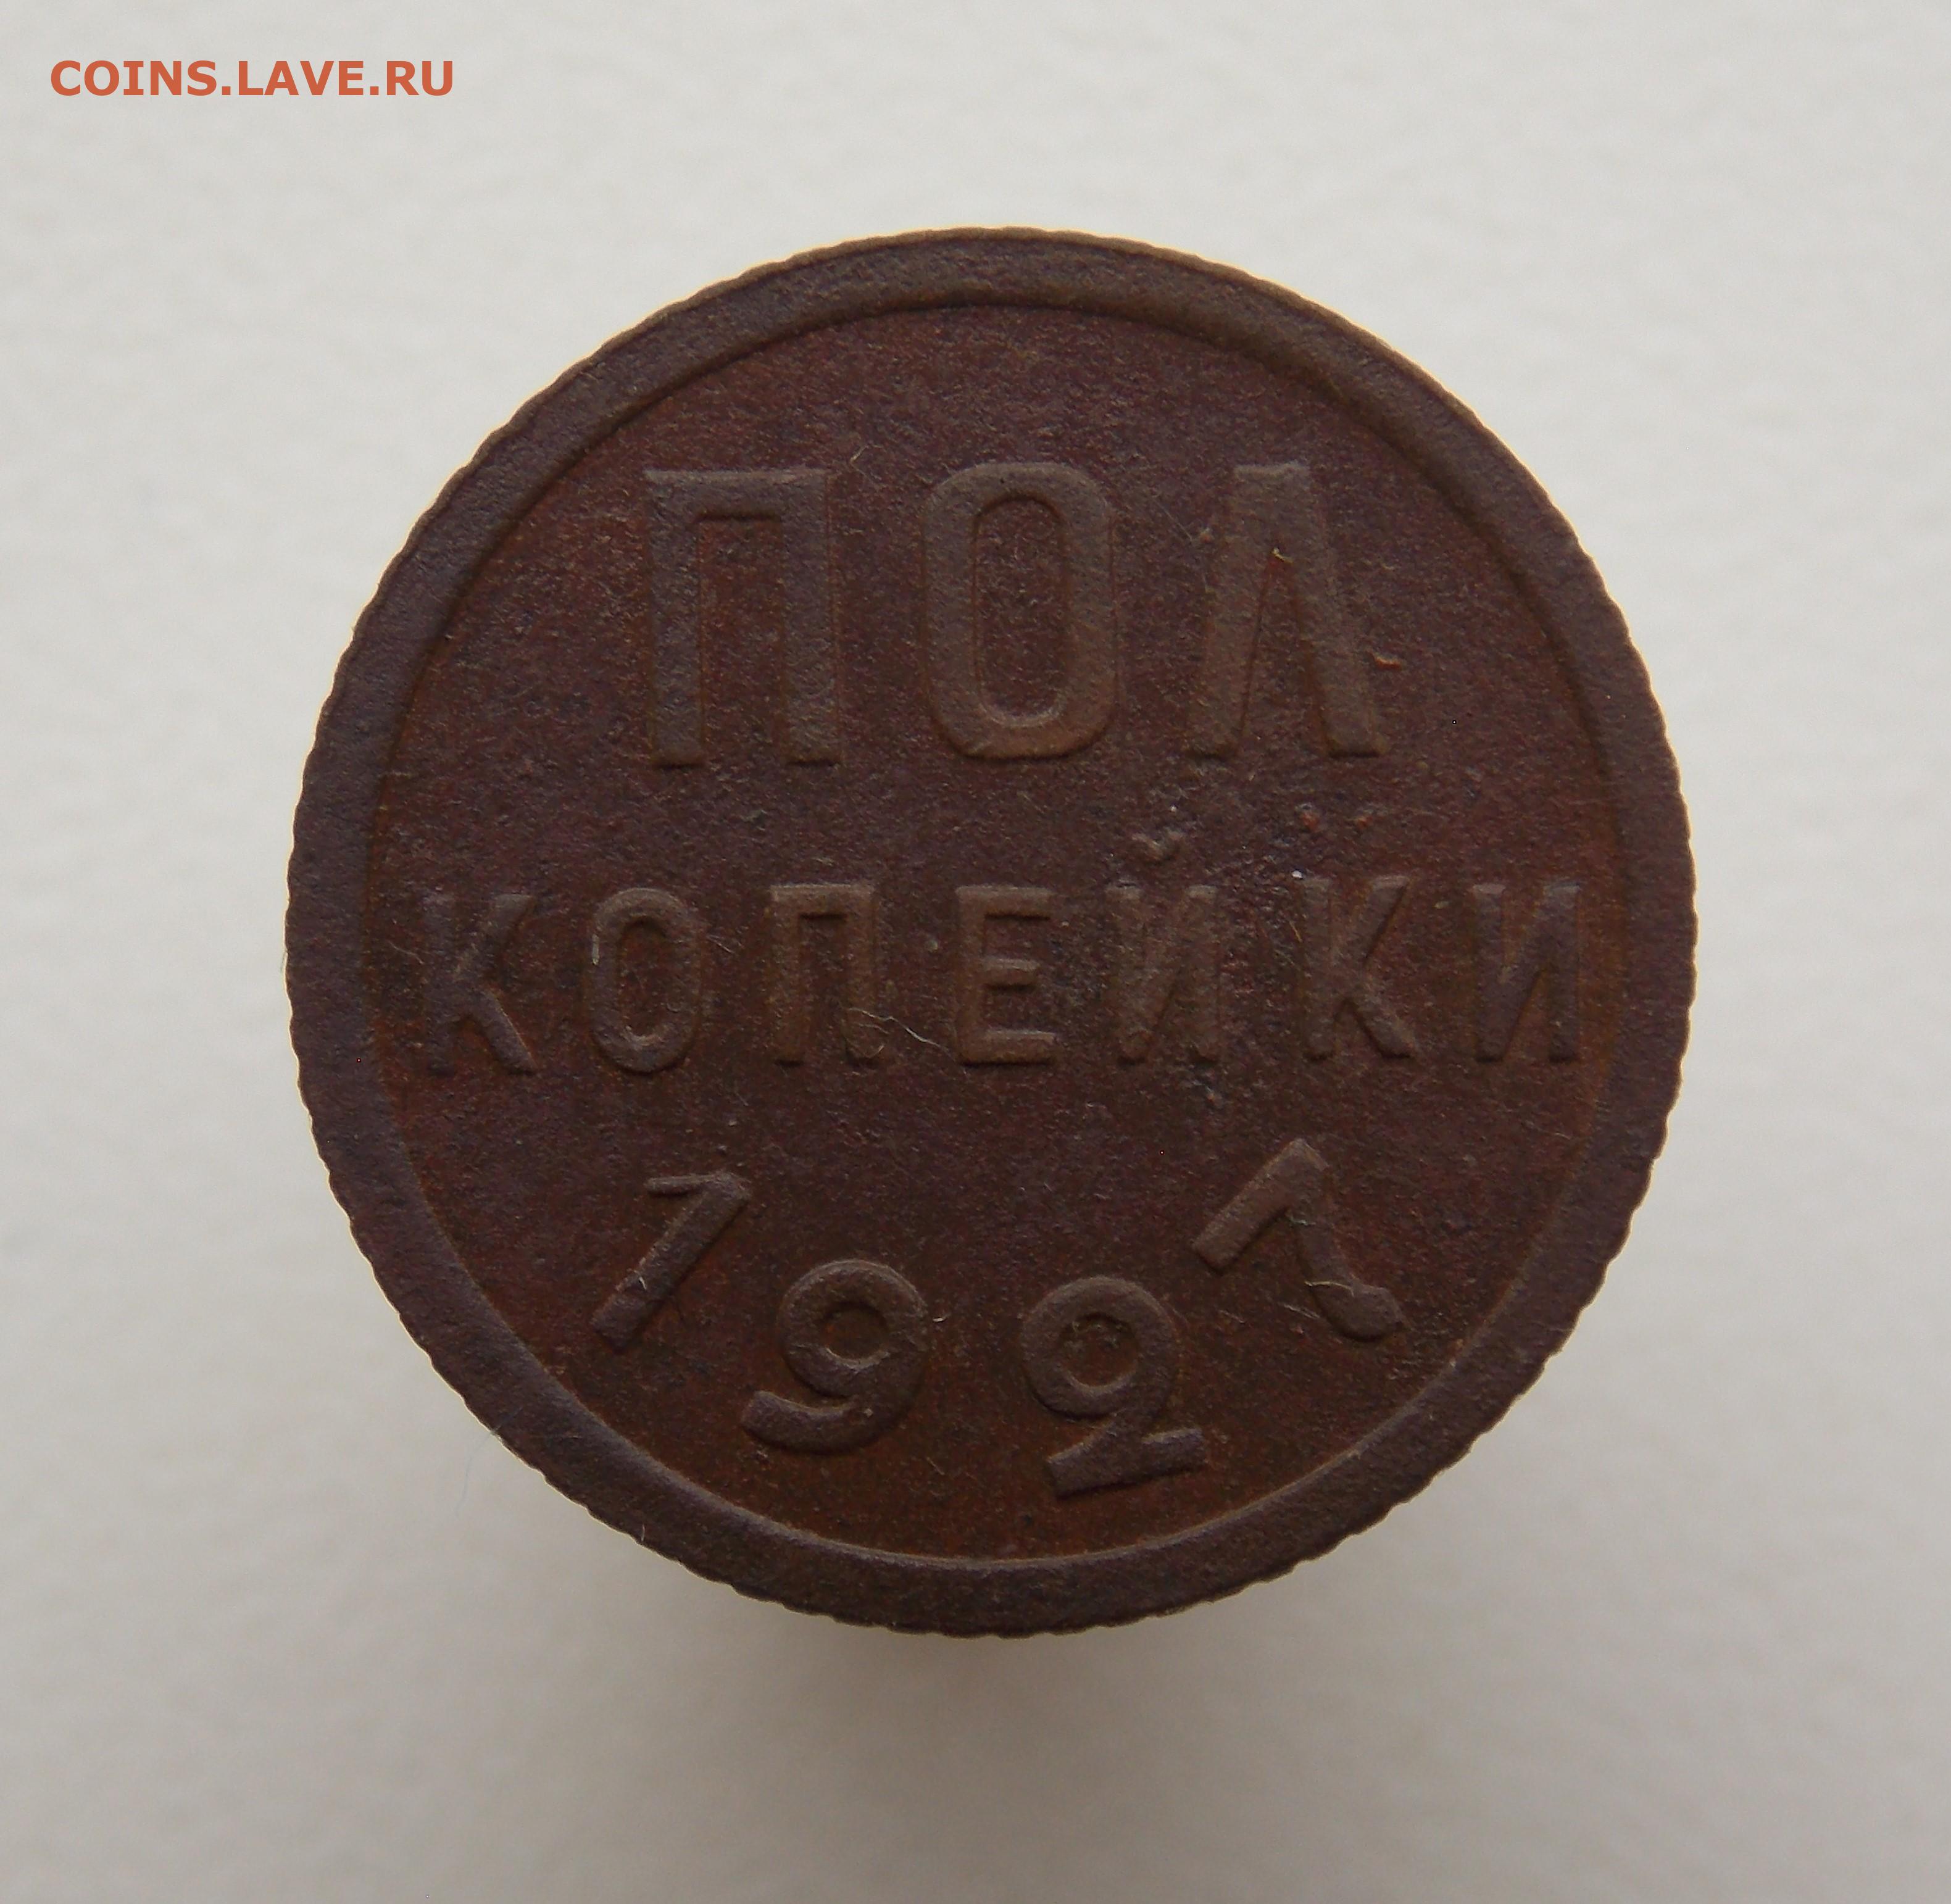 COINS.LAVE.RU
ПОЛ
КОПЕЙКИ
1927